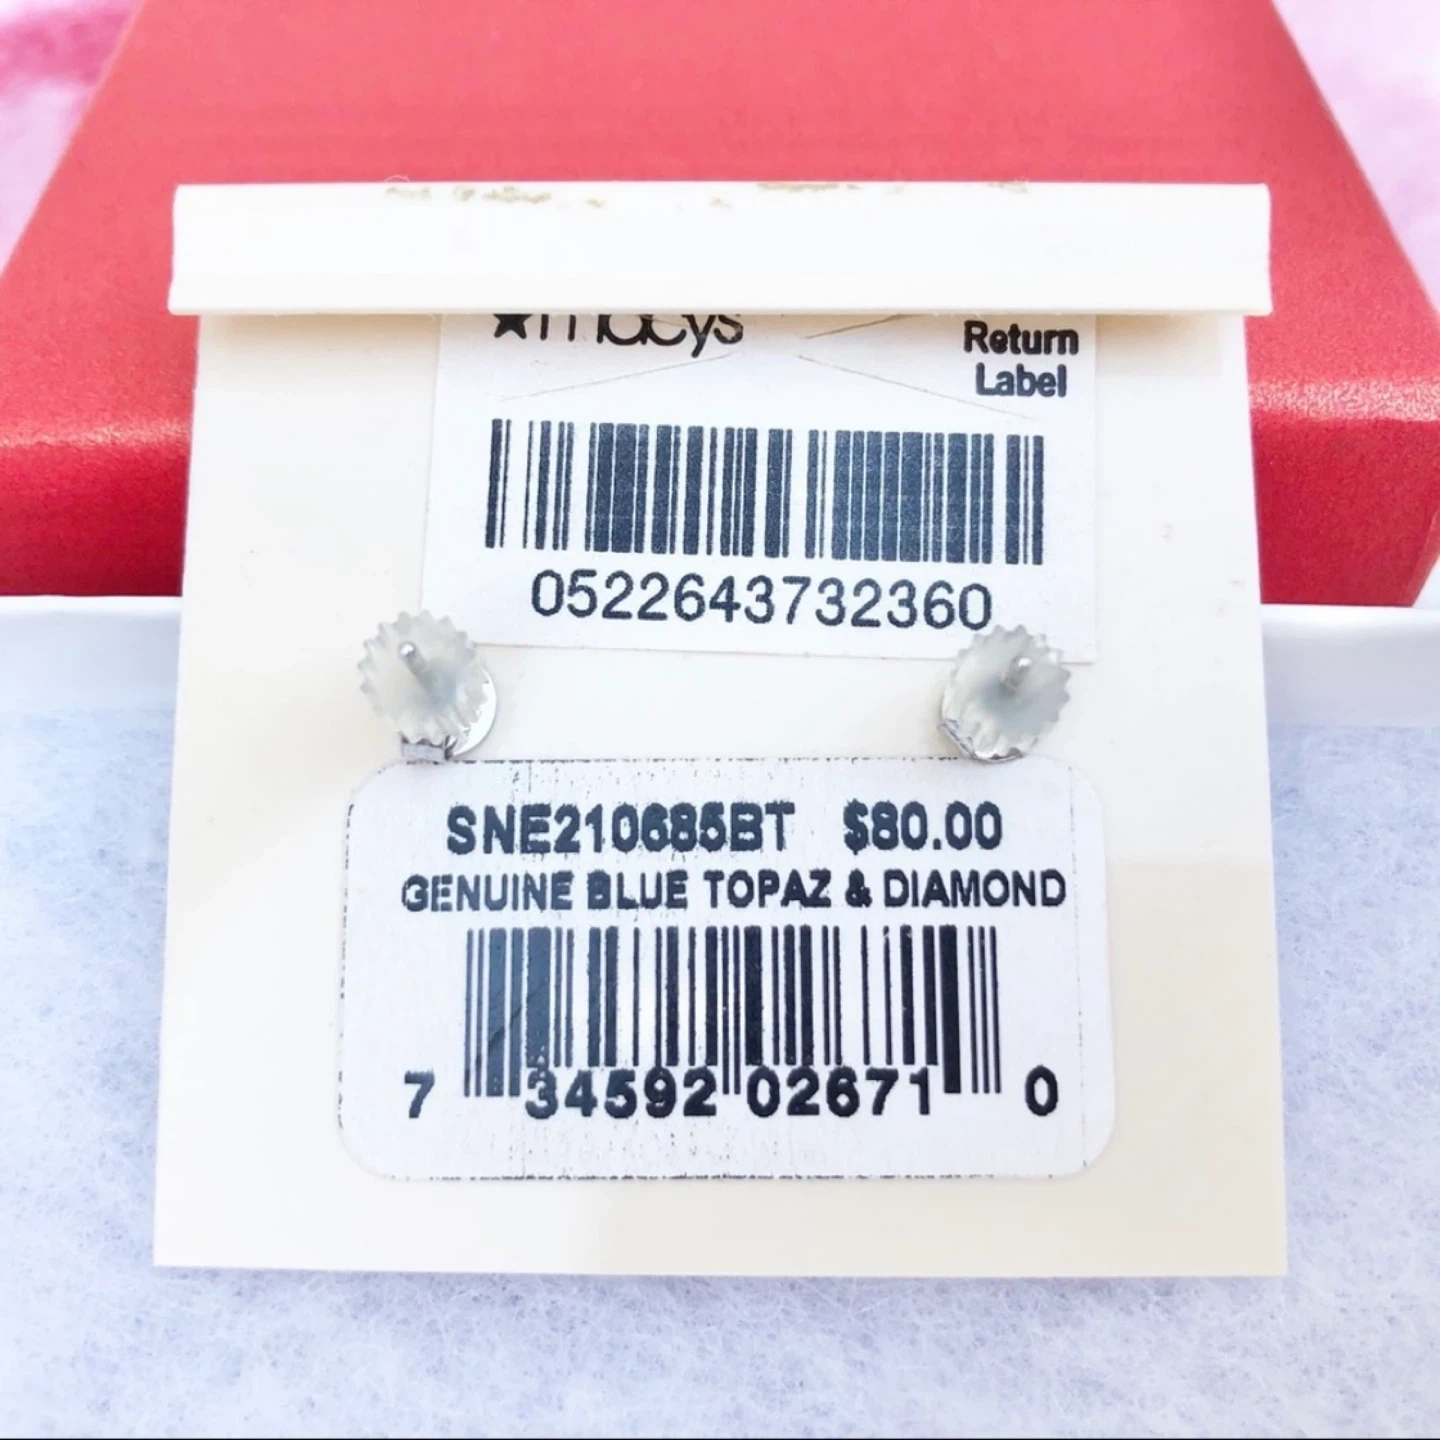 ★macys
Return
Label
0522643732360
SNE210685BT $80.00
GENUINE BLUE TOPAZ & DIAMOND
7 34592 02671 0